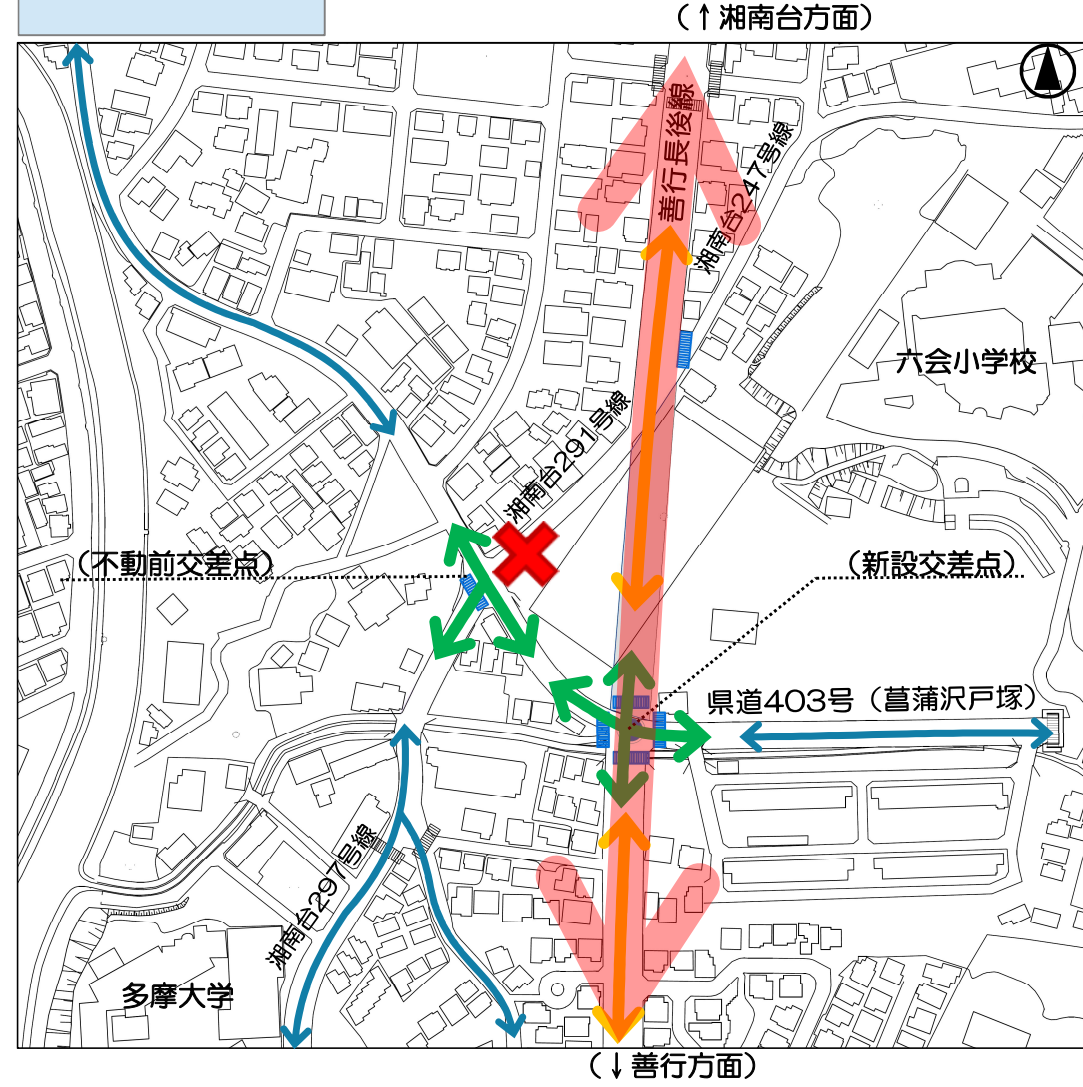 （↑湘南台方面）
善行長後線
湘南台247号線
六会小学校
湘南台291号線
（不動前交差点）
（新設交差点）
県道403号（菖蒲沢戸塚）
湘南台297号線
多摩大学
（↓善行方面）